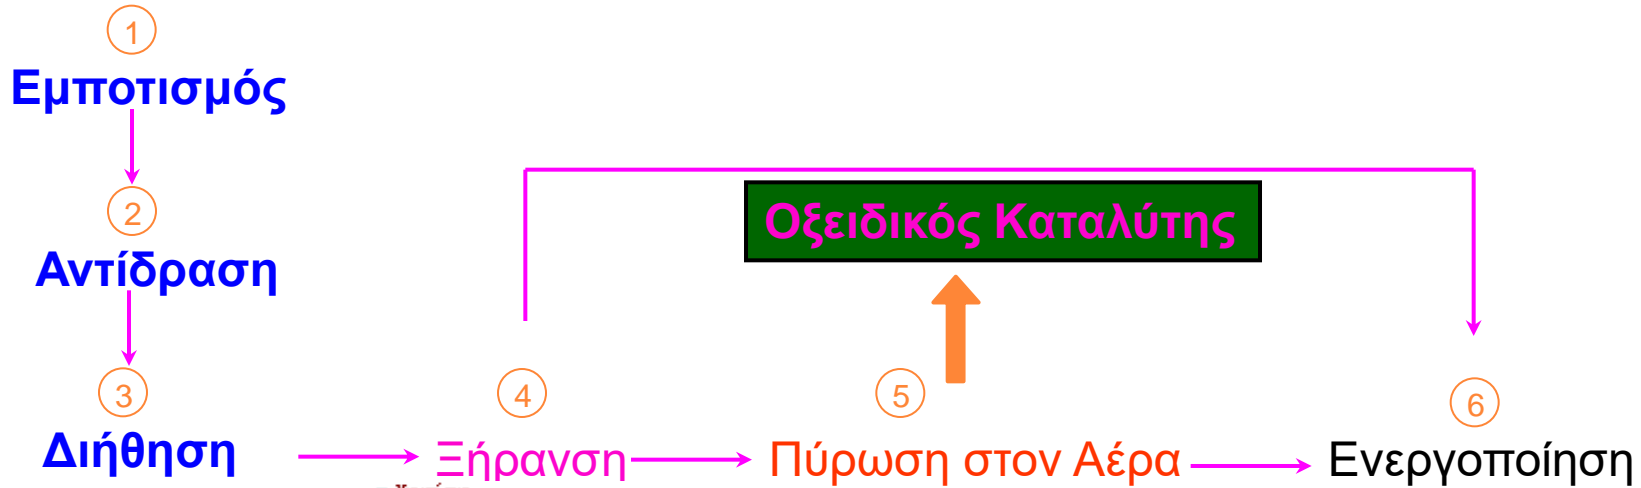 1
Εμποτισμός
2
Αντίδραση
Οξειδικός Καταλύτης
3
4
5
6
Διήθηση
Ξήρανση
Πύρωση στον Αέρα
Ενεργοποίηση